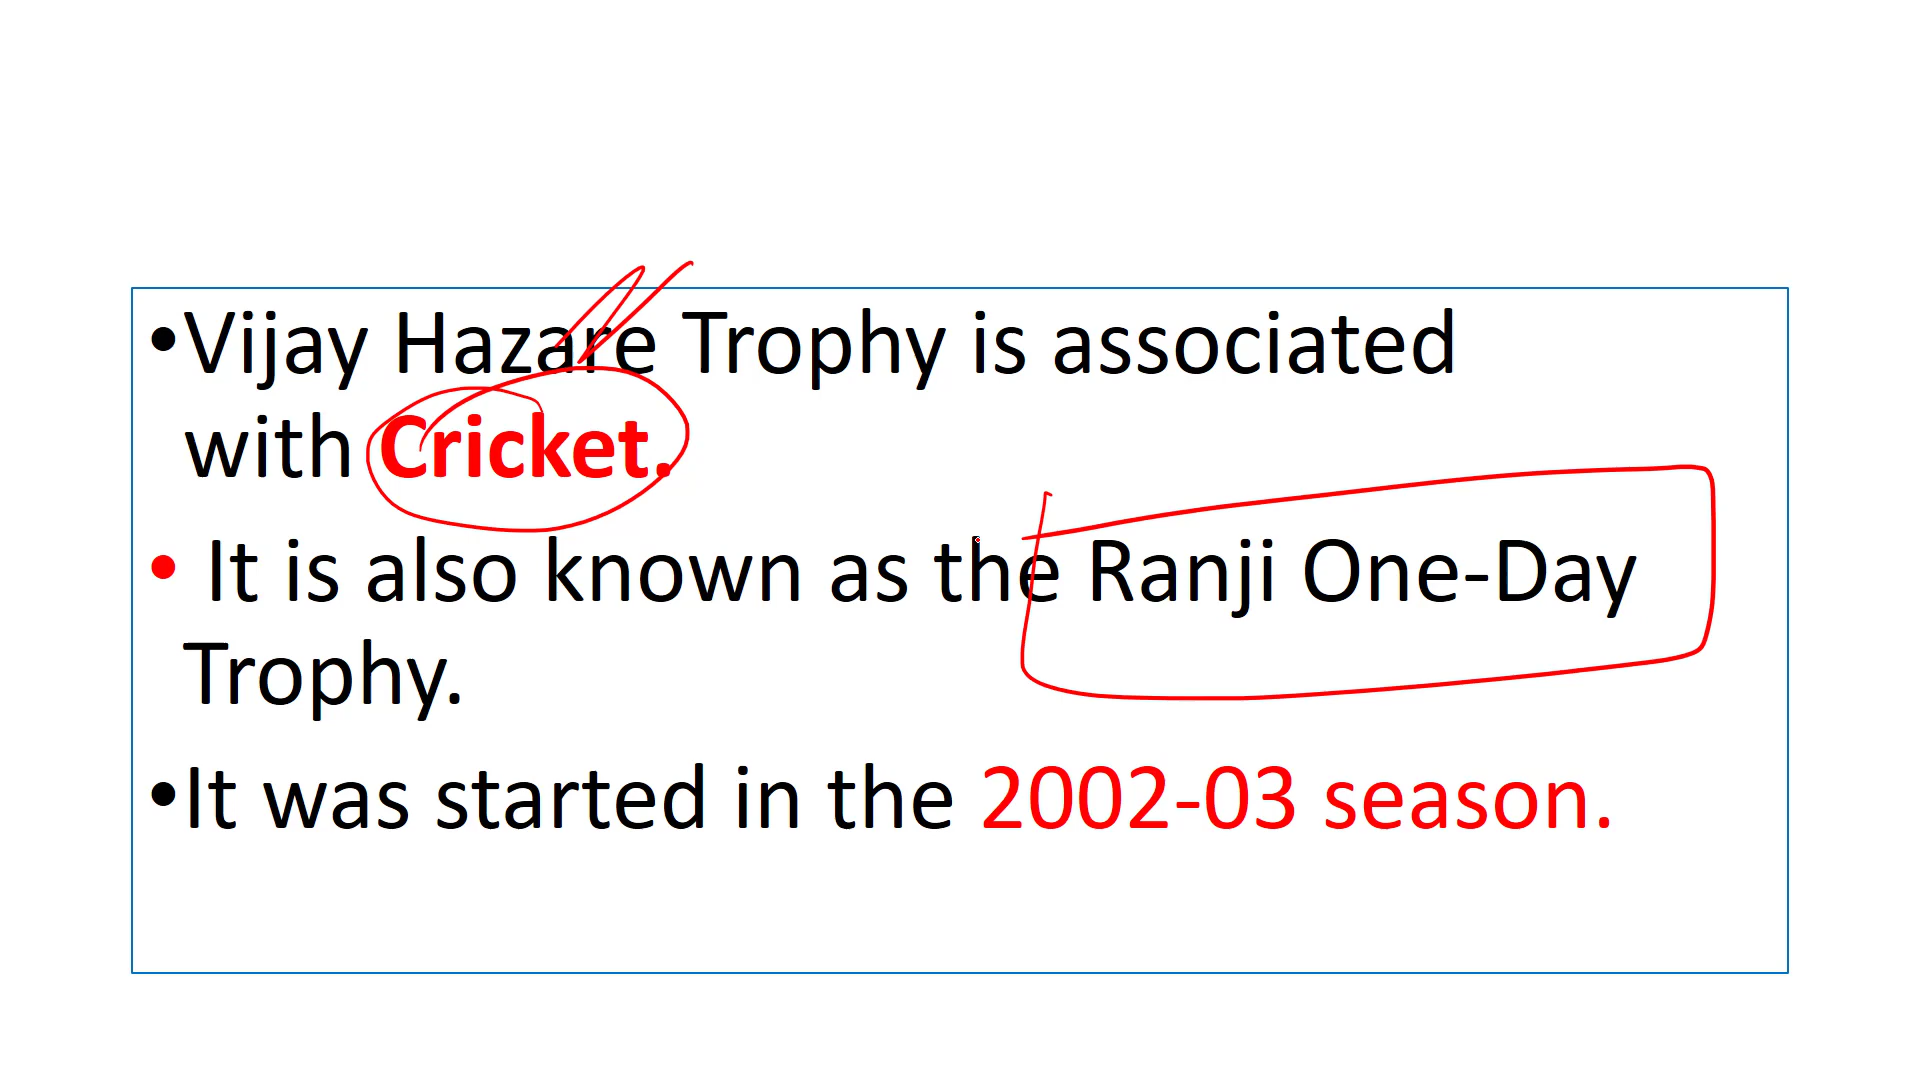 •Vijay Hazare Trophy is associated
with Cricket.
• It is also known as the Ranji One-Day
Trophy.
•It was started in the 2002-03 season.